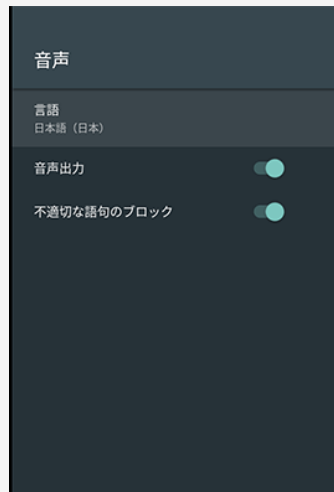 音声
言語
日本語（日本）
音声出力
不適切な語句のブロック